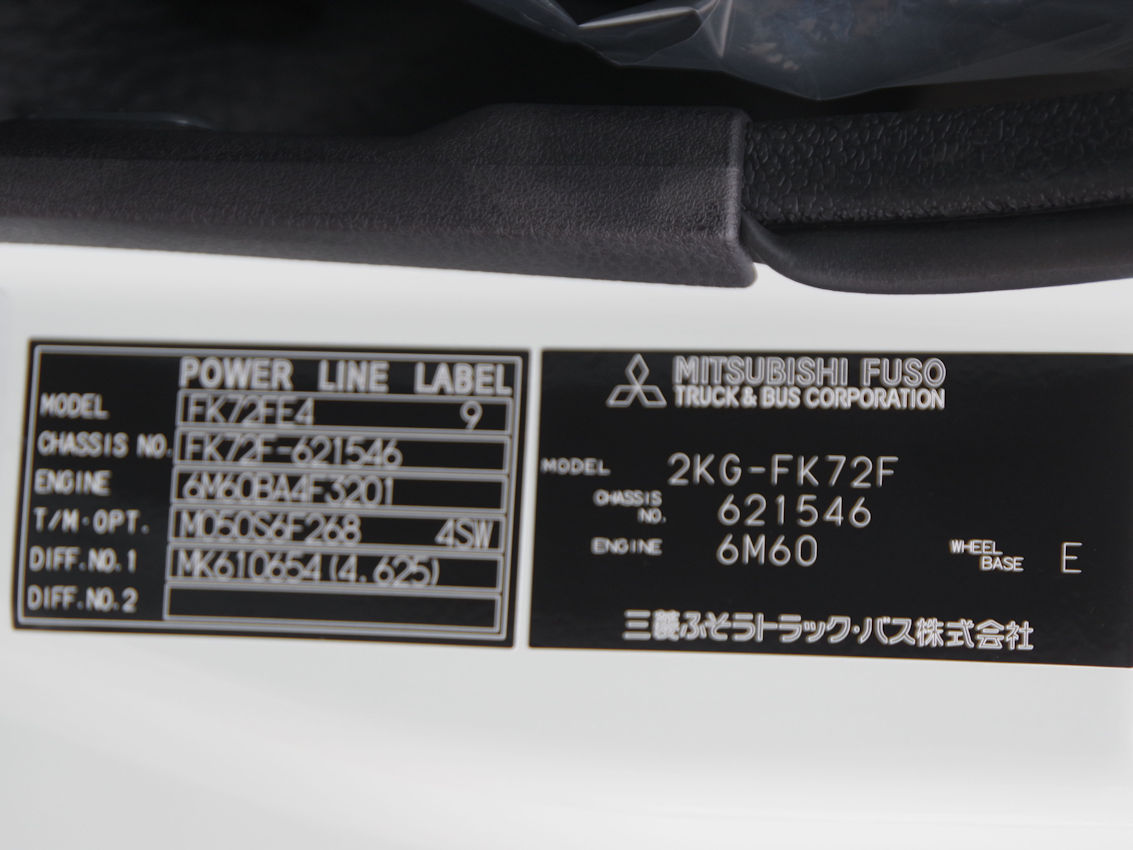 POWER LINE LABEL
MODEL FK72FE4 9
CHASSIS NO. FK72F-621546
ENGINE 6M60BA4F3201
T/M·OPT. M050S6F268 4SW
DIFF.NO.1 MK610654(4.625)
DIFF.NO.2
MITSUBISHI FUSO
TRUCK & BUS CORPORATION
MODEL 2KG-FK72F
CHASSIS NO. 621546
ENGINE 6M60 WHEEL BASE E
三菱ふそうトラック・バス株式会社